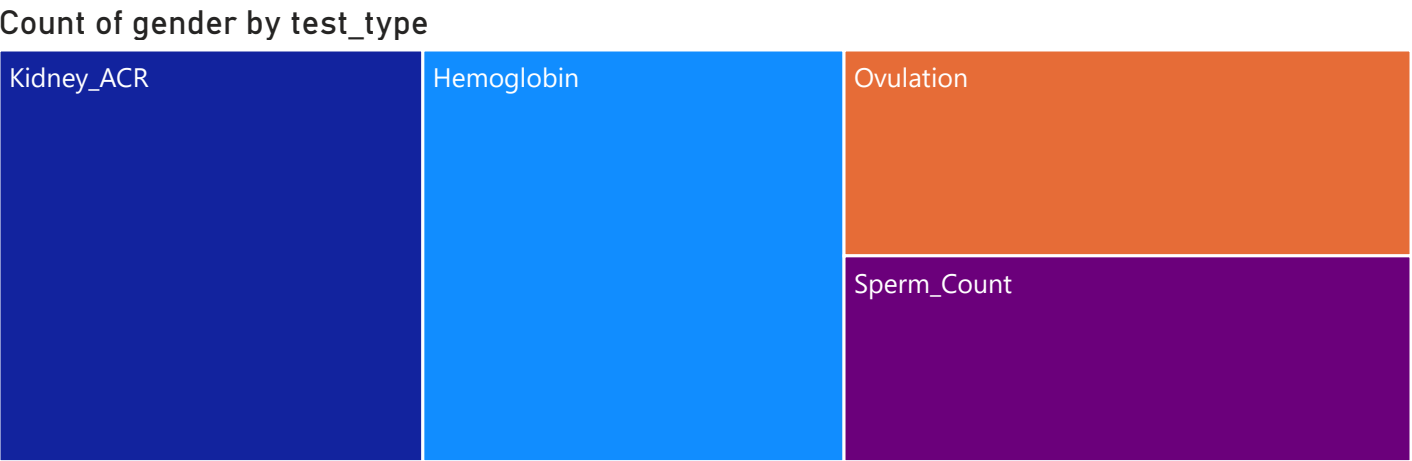 Count of gender by test_type
Kidney_ACR
Hemoglobin
Ovulation
Sperm_Count